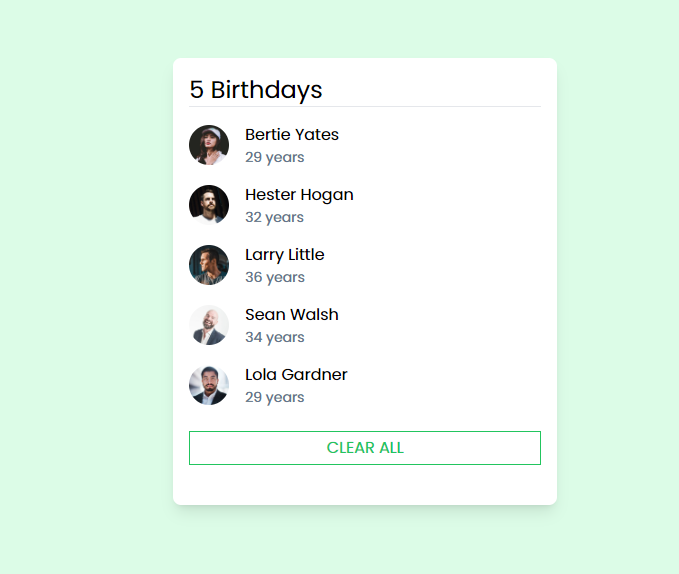 5 Birthdays
Bertie Yates
29 years
Hester Hogan
32 years
Larry Little
36 years
Sean Walsh
34 years
Lola Gardner
29 years
CLEAR ALL